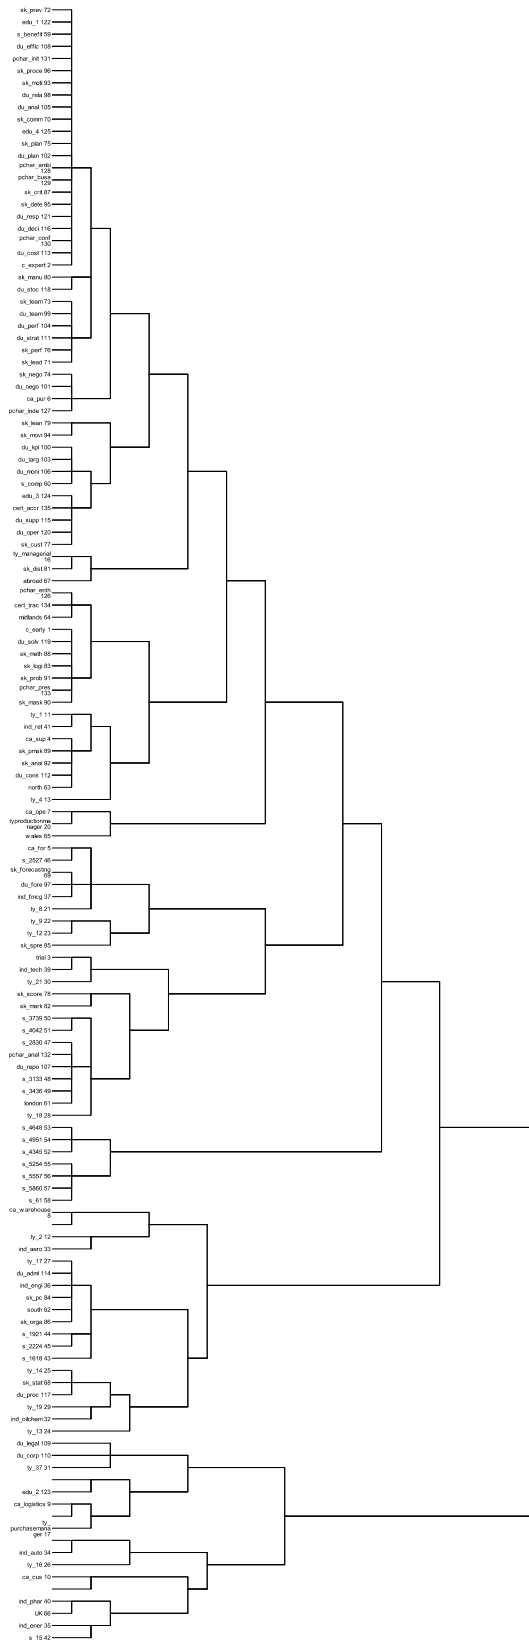 sk_prev 72
edu_1 122
s_benefit 59
du_effic 108
pchar_init 131
sk_proce 96
sk_moti 93
du_rela 98
du_anal 105
sk_comm 70
edu_4 125
sk_plan 75
du_plan 102
pchar_ambi
128
pchar_busa
129
sk_crit 87
sk_dete 95
du_resp 121
du_deci 116
pchar_conf
130
du_cost 113
c_expert 2
sk_manu 80
du_stoc 118
sk_team 73
du_team 99
du_perf 104
du_strat 111
sk_perf 76
sk_lead 71
sk_nego 74
du_nego 101
ca_pur 6
pchar_inde 127
sk_lean 79
sk_movi 94
du_kpi 100
du_targ 103
du_moni 106
s_comp 60
edu_3 124
cert_accr 135
du_supp 115
du_oper 120
sk_cust 77
ty_managerial
16
sk_dist 81
abroad 67
pchar_enth
126
cert_trac 134
midlands 64
c_early 1
du_solv 119
sk_meth 88
sk_logi 83
sk_prob 91
pchar_pres
133
sk_mask 90
ty_1 11
ind_ret 41
ca_sup 4
sk_pmsk 89
sk_anal 92
du_cons 112
north 63
ty_4 13
ca_ope 7
typroductionma
nager 20
wales 65
ca_for 5
s_2527 46
sk_forecasting
69
du_fore 97
ind_fmcg 37
ty_8 21
ty_9 22
ty_12 23
sk_spre 85
trial 3
ind_tech 39
ty_21 30
sk_score 78
sk_mark 82
s_3739 50
s_4042 51
s_2830 47
pchar_anal 132
du_repo 107
s_3133 48
s_3436 49
london 61
ty_18 28
s_4648 53
s_4951 54
s_4345 52
s_5254 55
s_5557 56
s_5860 57
s_61 58
ca_warehouse
8
ty_2 12
ind_aero 33
ty_17 27
du_admi 114
ind_engi 36
sk_pc 84
south 62
sk_orga 86
s_1921 44
s_2224 45
s_1618 43
ty_14 25
sk_stat 68
du_proc 117
ty_19 29
ind_oilchem 32
ty_13 24
du_legal 109
du_corp 110
ty_37 31
edu_2 123
ca_logistics 9
ty_
purchasemana
ger 17
ind_auto 34
ty_16 26
ca_cus 10
ind_phar 40
UK 66
ind_ener 35
s_15 42